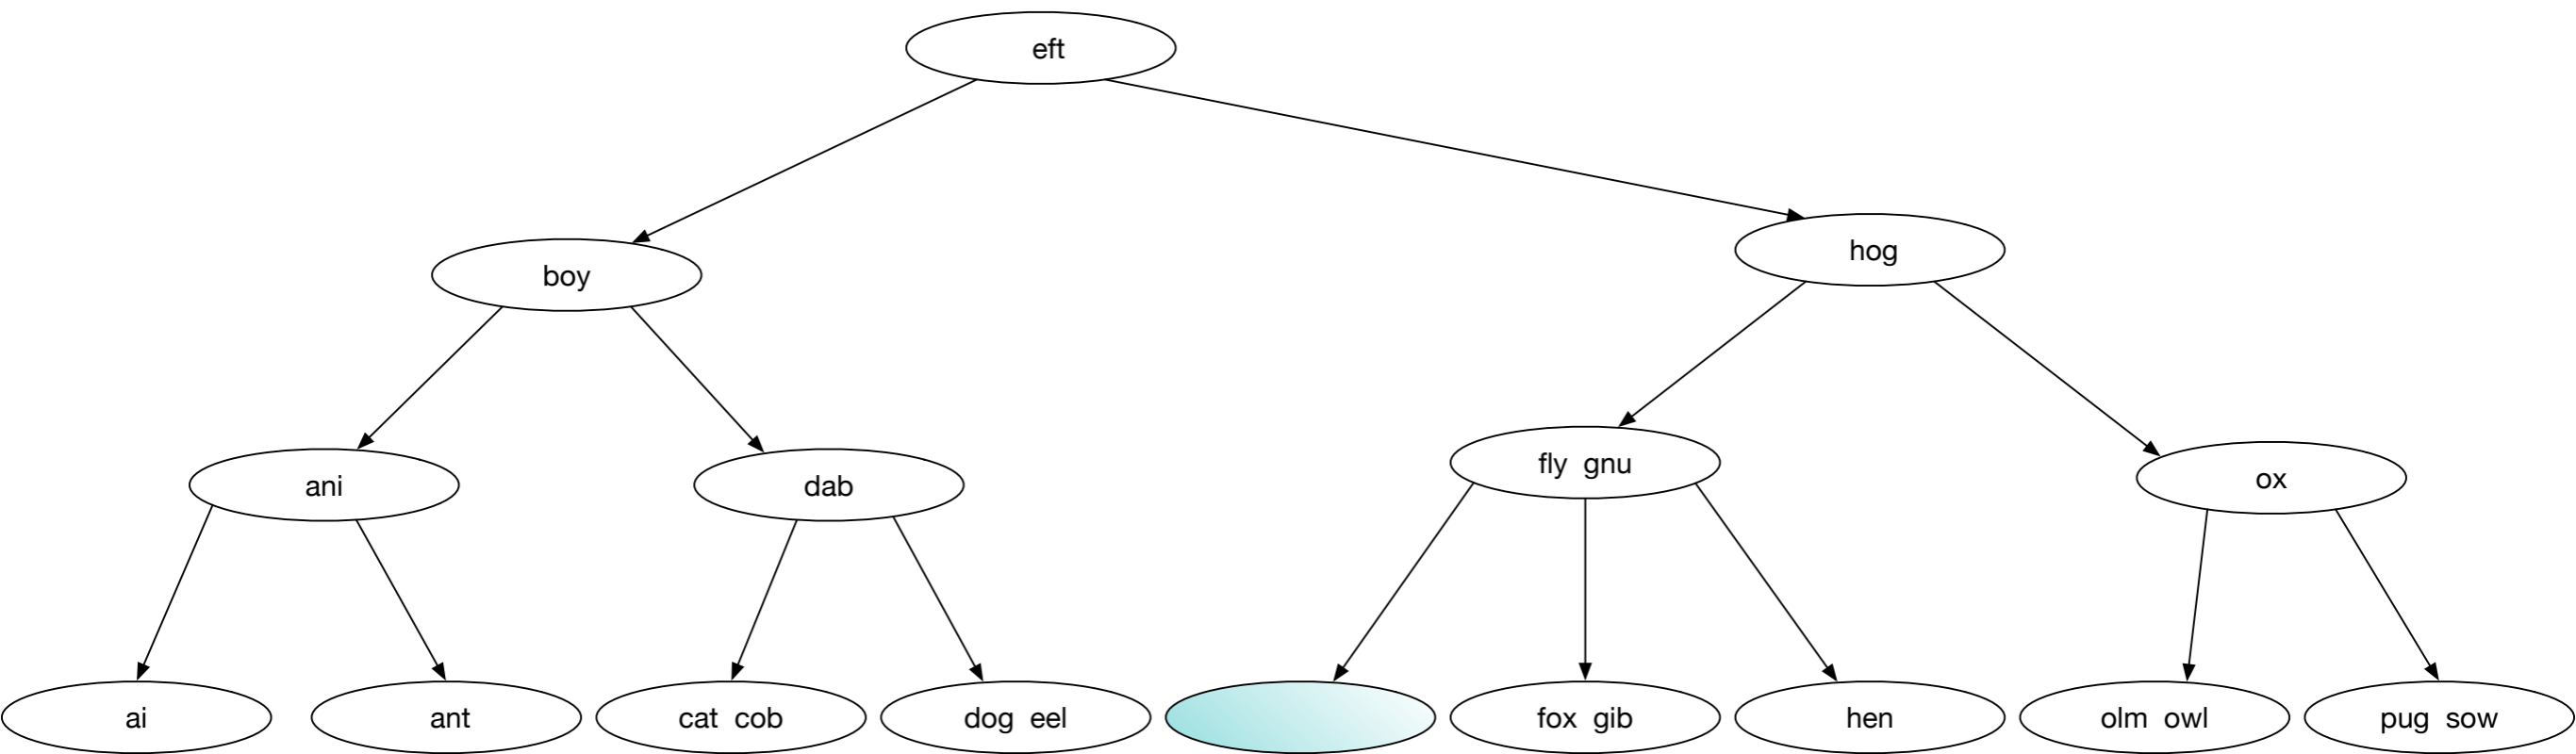 eft
boy
hog
ani
dab
fly gnu
ox
ai
ant
cat cob
dog eel
fox gib
hen
olm owl
pug sow